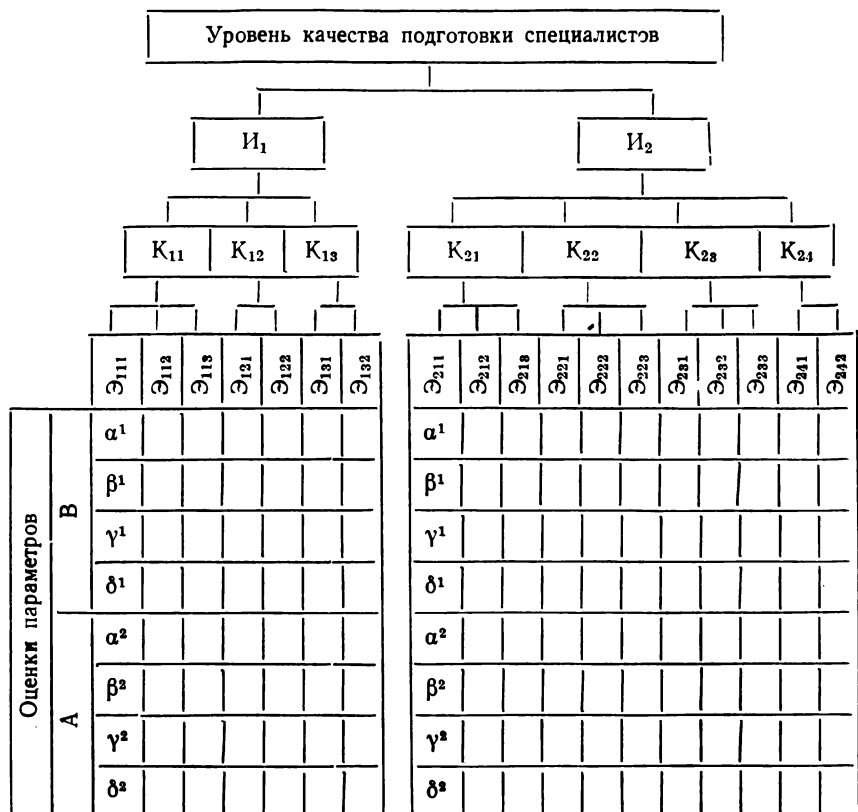 Уровень качества подготовки специалистов
И₁ И₂
К₁₁ К₁₂ К₁₃ К₂₁ К₂₂ К₂₃ К₂₄
Э₁₁₁ Э₁₁₂ Э₁₁₃ Э₁₂₁ Э₁₂₂ Э₁₃₁ Э₁₃₂ Э₂₁₁ Э₂₁₂ Э₂₁₃ Э₂₂₁ Э₂₂₂ Э₂₂₃ Э₂₃₁ Э₂₃₂ Э₂₃₃ Э₂₄₁ Э₂₄₂
Оценки параметров
В
α¹ α¹
β¹ β¹
γ¹ γ¹
δ¹ δ¹
А
α² α²
β² β²
γ² γ²
δ² δ²